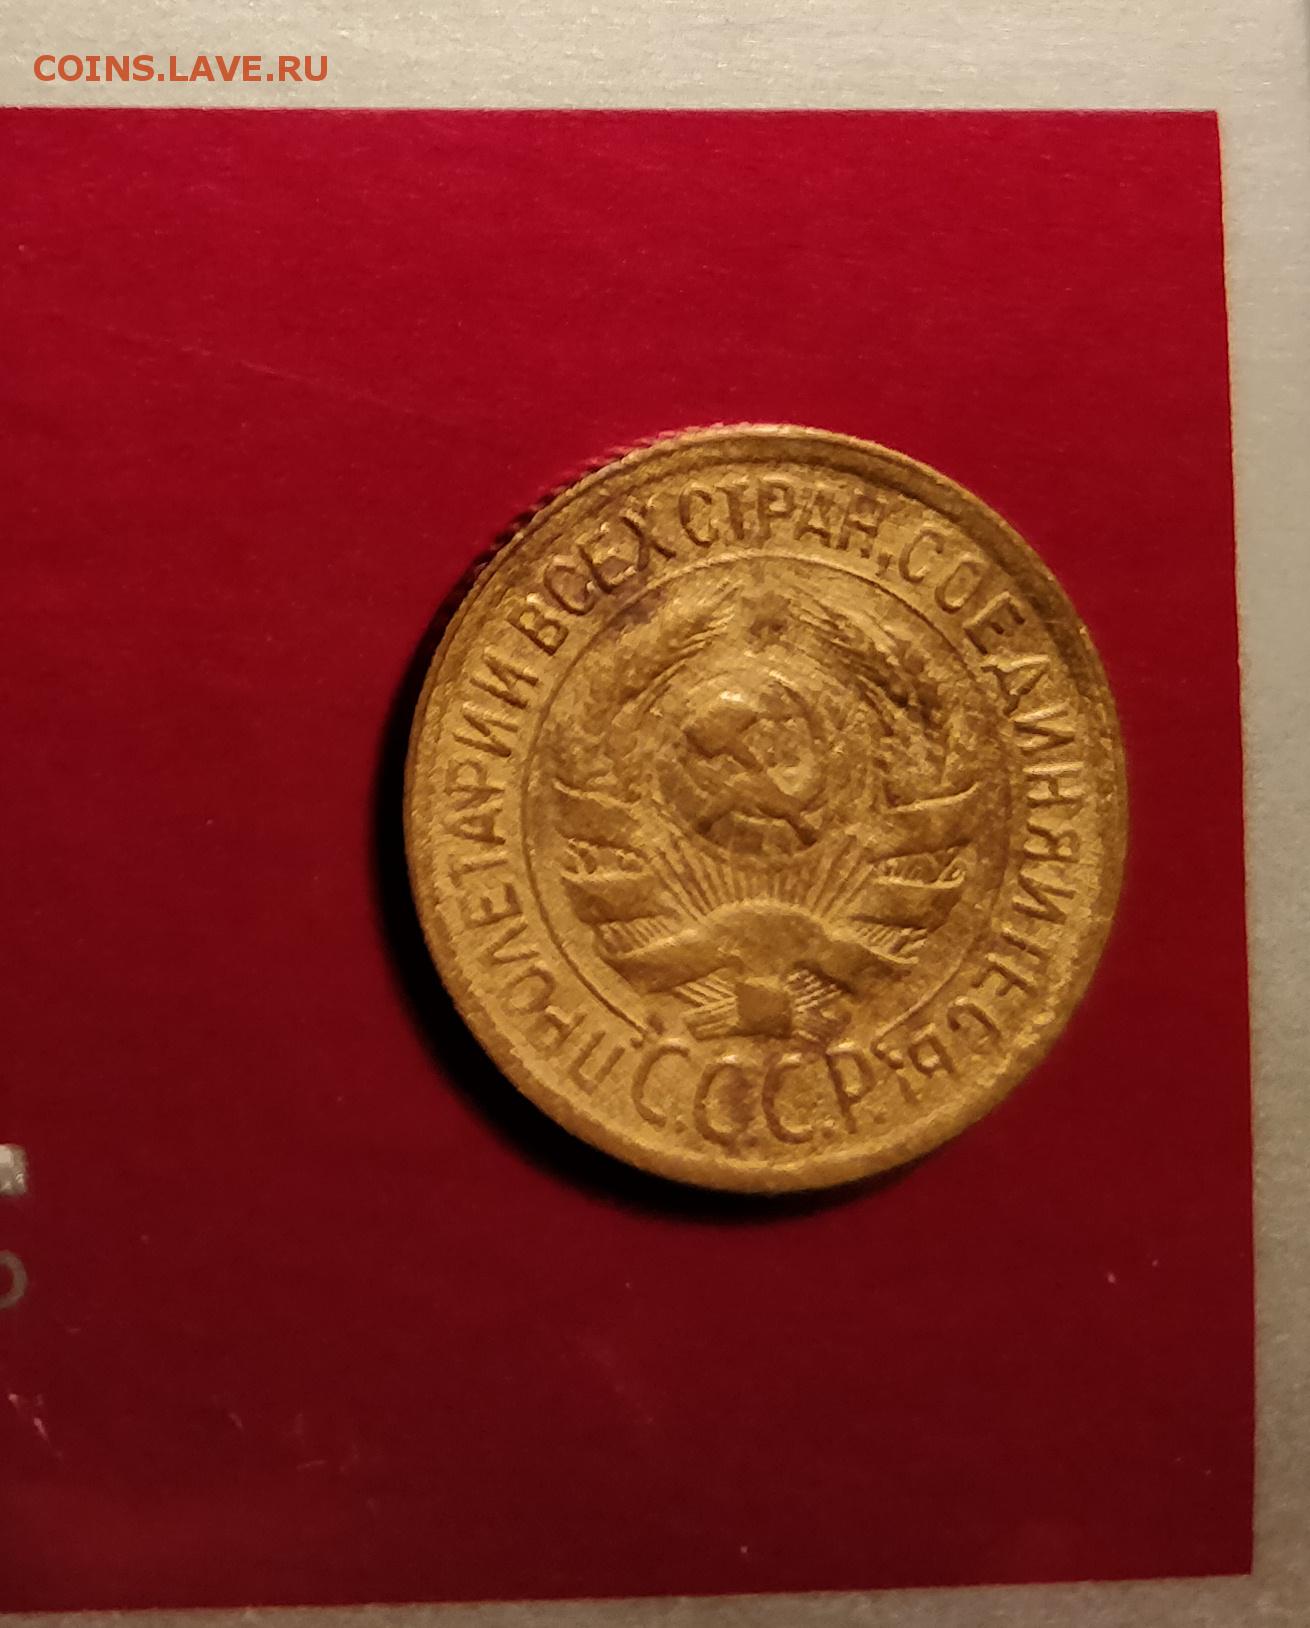 COINS.LAVE.RU
ПРОЛЕТАРИИ ВСЕХ СТРАН, СОЕДИНЯЙТЕСЬ!
С.С.С.Р.